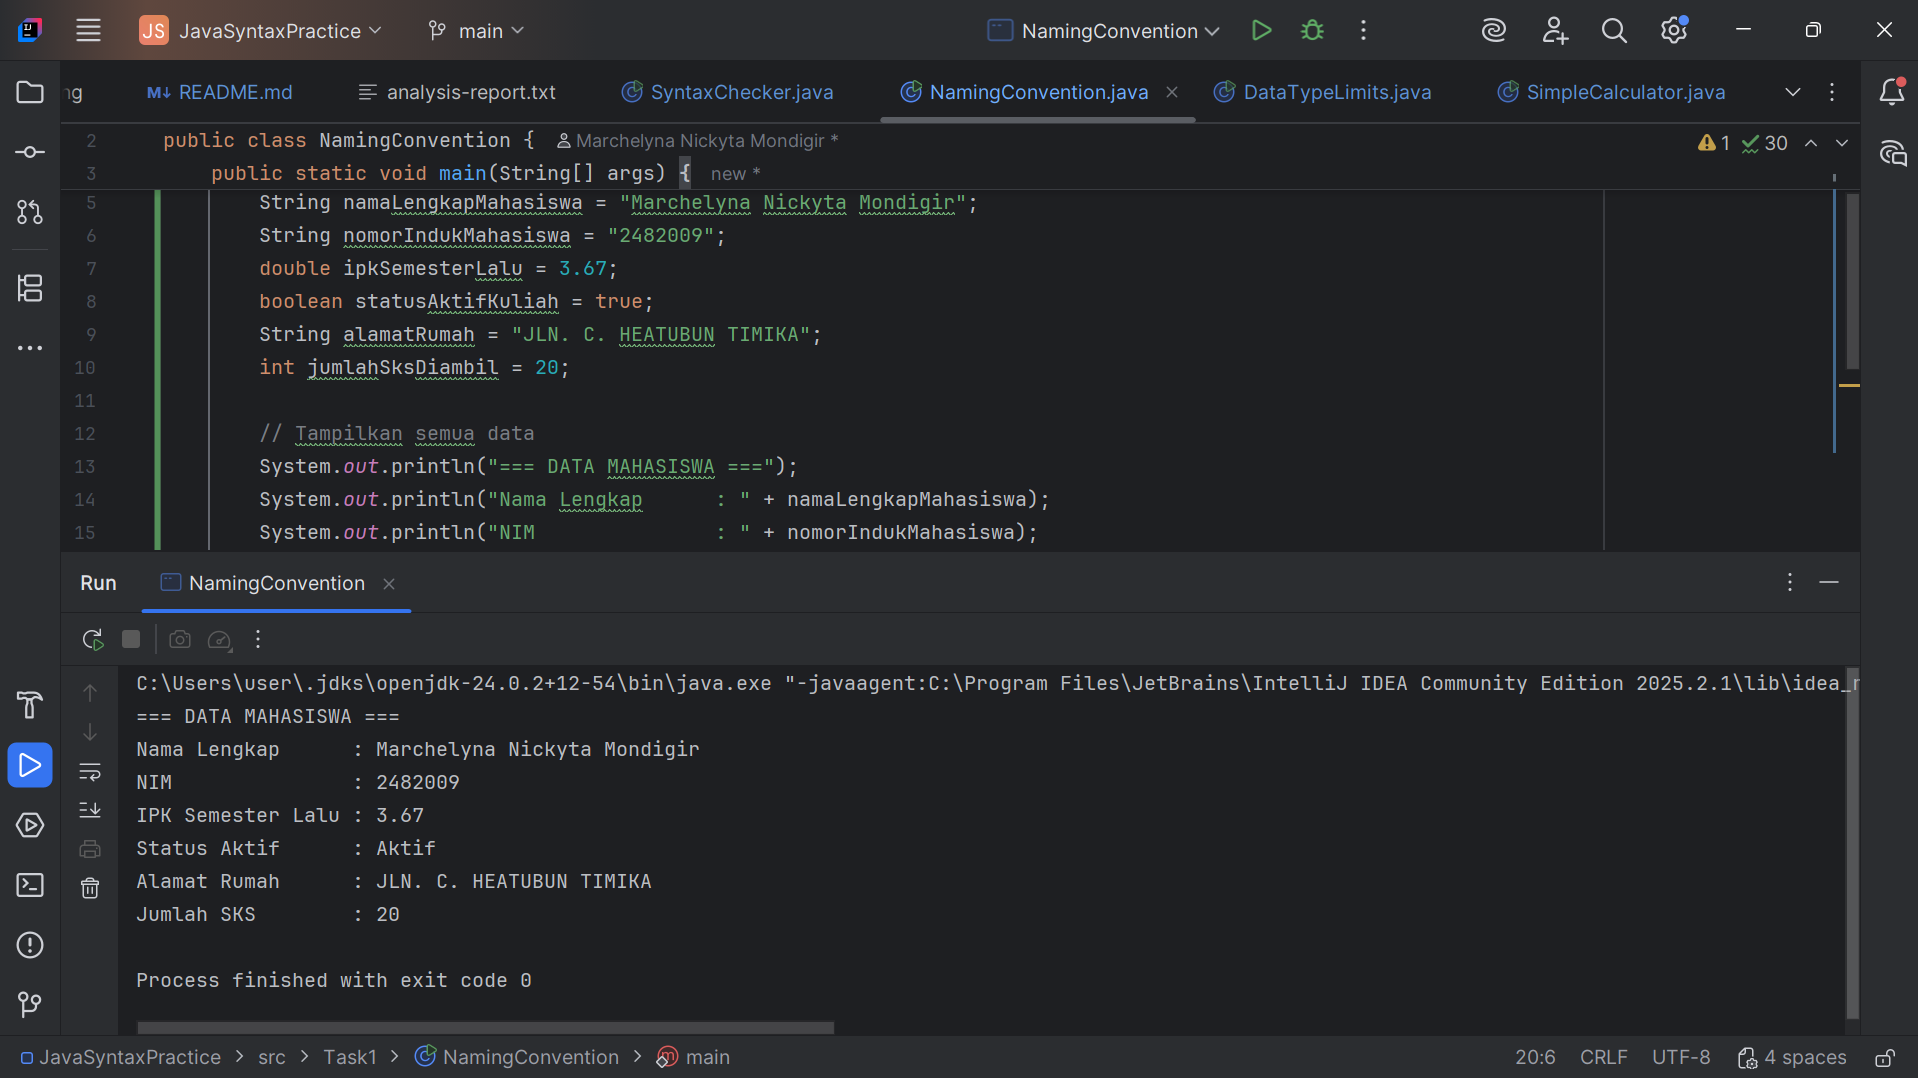 JS JavaSyntaxPractice main NamingConvention
ng README.md analysis-report.txt SyntaxChecker.java NamingConvention.java DataTypeLimits.java SimpleCalculator.java
2 public class NamingConvention { Marchelyna Nickyta Mondigir *
1 30
3 public static void main(String[] args) { new *
5 String namaLengkapMahasiswa = "Marchelyna Nickyta Mondigir";
6 String nomorIndukMahasiswa = "2482009";
7 double ipkSemesterLalu = 3.67;
8 boolean statusAktifKuliah = true;
9 String alamatRumah = "JLN. C. HEATUBUN TIMIKA";
10 int jumlahSksDiambil = 20;
11
12 // Tampilkan semua data
13 System.out.println("=== DATA MAHASISWA ===");
14 System.out.println("Nama Lengkap      : " + namaLengkapMahasiswa);
15 System.out.println("NIM               : " + nomorIndukMahasiswa);
Run NamingConvention
C:\Users\user\.jdks\openjdk-24.0.2+12-54\bin\java.exe "-javaagent:C:\Program Files\JetBrains\IntelliJ IDEA Community Edition 2025.2.1\lib\idea_r
=== DATA MAHASISWA ===
Nama Lengkap      : Marchelyna Nickyta Mondigir
NIM               : 2482009
IPK Semester Lalu : 3.67
Status Aktif      : Aktif
Alamat Rumah      : JLN. C. HEATUBUN TIMIKA
Jumlah SKS        : 20
Process finished with exit code 0
JavaSyntaxPractice > src > Task1 > NamingConvention > main 20:6 CRLF UTF-8 4 spaces